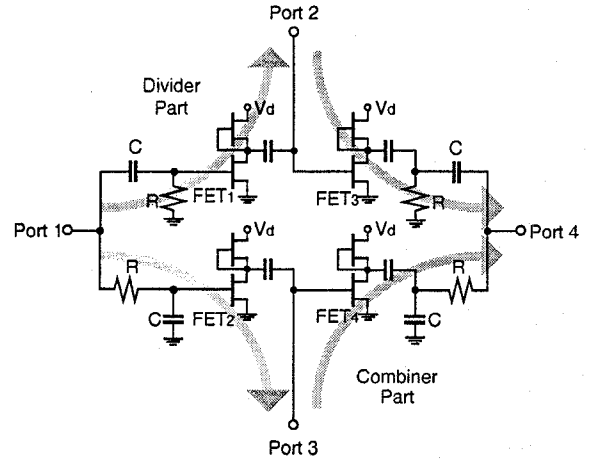 Port 2
Divider
Part
Vd
Vd
C
C
R
FET1
FET3
R
Port 1
Vd
Vd
Port 4
R
R
C
FET2
FET4
C
Combiner
Part
Port 3